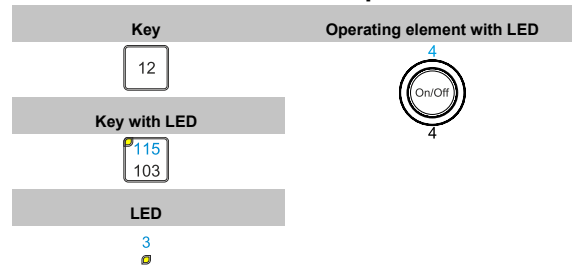 Key
12
Key with LED
115
103
LED
3
Operating element with LED
4
On/Off
4